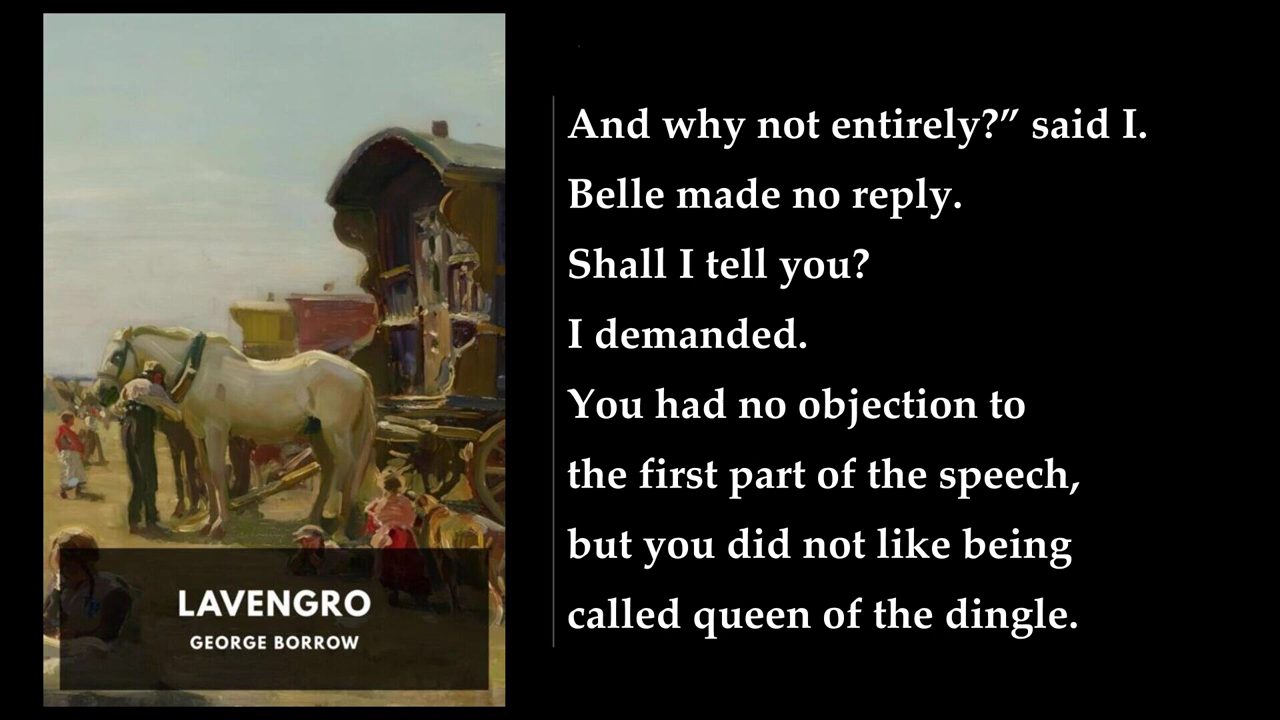 LAVENGRO
GEORGE BORROW
And why not entirely?” said I.
Belle made no reply.
Shall I tell you?
I demanded.
You had no objection to
the first part of the speech,
but you did not like being
called queen of the dingle.